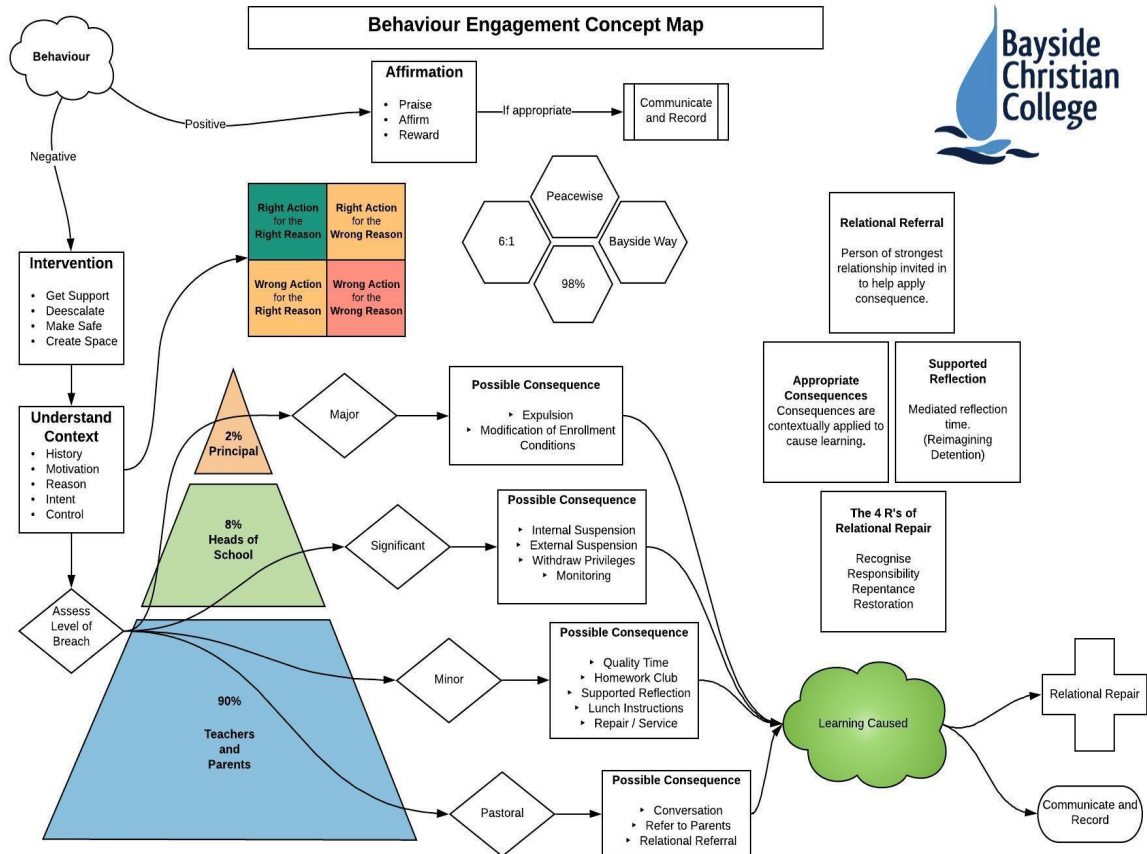 Behaviour Engagement Concept Map
Bayside
Christian
College
Behaviour
Positive
Negative
Affirmation
• Praise
• Affirm
• Reward
If appropriate
Communicate
and Record
Intervention
• Get Support
• Deescalate
• Make Safe
• Create Space
Right Action
for the
Right Reason
Right Action
for the
Wrong Reason
Wrong Action
for the
Right Reason
Wrong Action
for the
Wrong Reason
Peacewise
6:1
Bayside Way
98%
Relational Referral
Person of strongest
relationship invited in
to help apply
consequence.
Appropriate
Consequences
Consequences are
contextually applied to
cause learning.
Supported
Reflection
Mediated reflection
time.
(Reimagining
Detention)
The 4 R's of
Relational Repair
Recognise
Responsibility
Repentance
Restoration
Understand
Context
• History
• Motivation
• Reason
• Intent
• Control
Assess
Level of
Breach
2%
Principal
8%
Heads of
School
90%
Teachers
and
Parents
Major
Possible Consequence
‣ Expulsion
‣ Modification of Enrollment
Conditions
Significant
Possible Consequence
‣ Internal Suspension
‣ External Suspension
‣ Withdraw Privileges
‣ Monitoring
Minor
Possible Consequence
‣ Quality Time
‣ Homework Club
‣ Supported Reflection
‣ Lunch Instructions
‣ Repair / Service
Pastoral
Possible Consequence
‣ Conversation
‣ Refer to Parents
‣ Relational Referral
Learning Caused
Relational Repair
Communicate and
Record